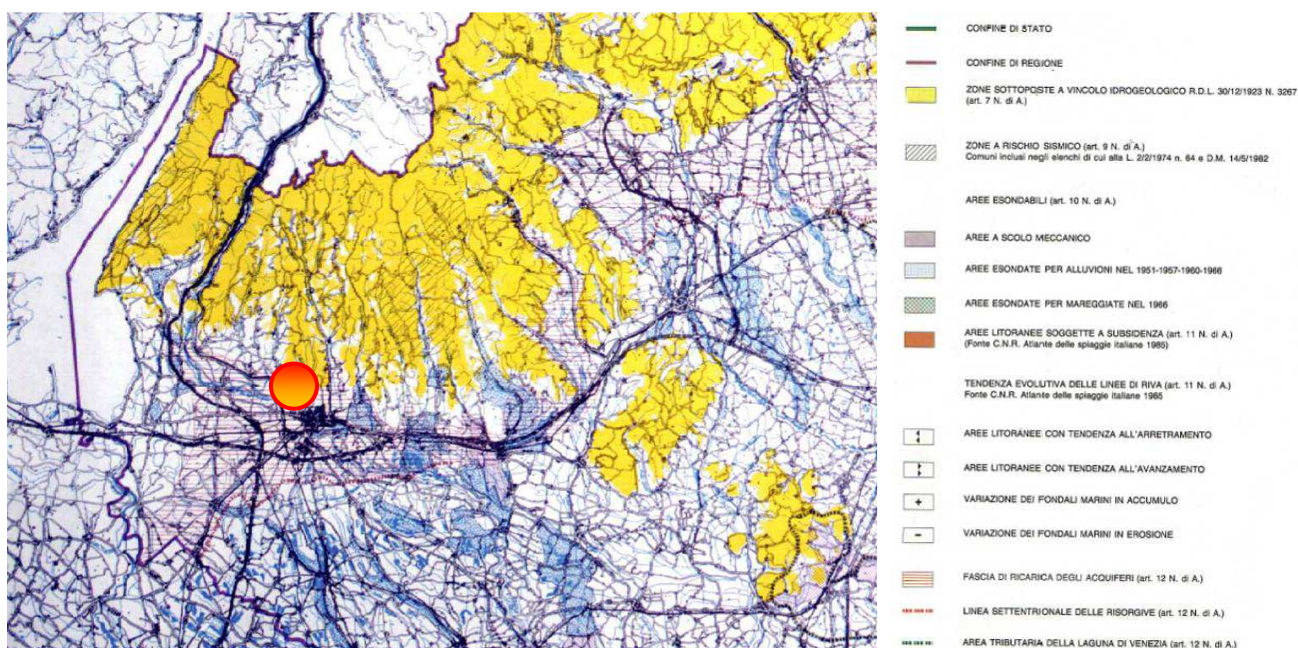 CONFINE DI STATO
CONFINE DI REGIONE
ZONE SOTTOPOSTE A VINCOLO IDROGEOLOGICO R.D.L. 30/12/1923 N. 3267
(art. 7 N. di A.)
ZONE A RISCHIO SISMICO (art. 9 N. di A.)
Comuni inclusi negli elenchi di cui alla L. 2/2/1974 n. 64 e D.M. 14/5/1982
AREE ESONDABILI (art. 10 N. di A.)
AREE A SCOLO MECCANICO
AREE ESONDATE PER ALLUVIONI NEL 1951-1957-1960-1966
AREE ESONDATE PER MAREGGIATE NEL 1966
AREE LITORANEE SOGGETTE A SUBSIDENZA (art. 11 N. di A.)
(Fonte C.N.R. Atlante delle spiaggie italiane 1985)
TENDENZA EVOLUTIVA DELLE LINEE DI RIVA (art. 11 N. di A.)
Fonte C.N.R. Atlante delle spiaggie italiane 1985
AREE LITORANEE CON TENDENZA ALL'ARRETRAMENTO
AREE LITORANEE CON TENDENZA ALL'AVANZAMENTO
VARIAZIONE DEI FONDALI MARINI IN ACCUMULO
VARIAZIONE DEI FONDALI MARINI IN EROSIONE
FASCIA DI RICARICA DEGLI ACQUIFERI (art. 12 N. di A.)
LINEA SETTENTRIONALE DELLE RISORGIVE (art. 12 N. di A.)
AREA TRIBUTARIA DELLA LAGUNA DI VENEZIA (art. 12 N. di A.)